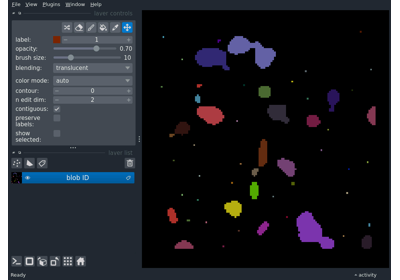 File View Plugins Window Help
layer controls
label: 1
opacity: 0.70
brush size: 10
blending: translucent
color mode: auto
contour: 0
n edit dim: 2
contiguous:
preserve
labels:
show
selected:
layer list
blob ID
Ready activity